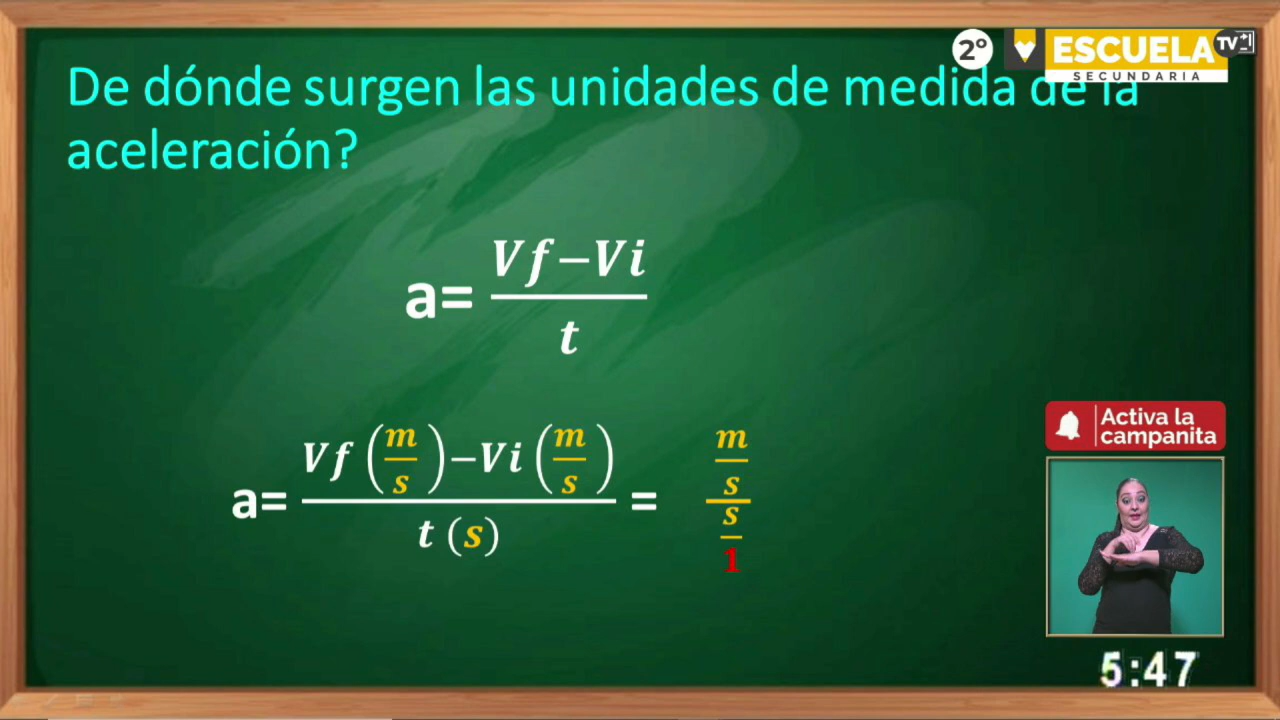 2º
ESCUELA TV
SECUNDARIA
De dónde surgen las unidades de medida de la
aceleración?
a= Vf−Vi
t
a= Vf (m/s)−Vi (m/s) = m/s
t (s) s/1
Activa la
campanita
5:47